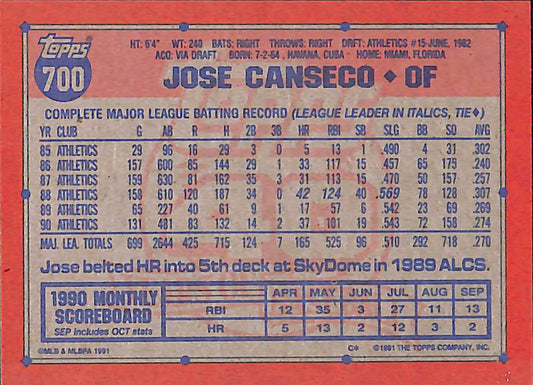 Topps
700
HT: 6'4" WT: 240 BATS: RIGHT THROWS: RIGHT DRFT: ATHLETICS #15-JUNE, 1982
ACQ: VIA DRAFT BORN: 7-2-64, HAVANA, CUBA HOME: MIAMI, FLORIDA
JOSE CANSECO ♦ OF
COMPLETE MAJOR LEAGUE BATTING RECORD (LEAGUE LEADER IN ITALICS, TIE♦)
YR CLUB G AB R H 2B 3B HR RBI SB SLG BB SO AVG
85 ATHLETICS 29 96 16 29 3 0 5 13 1 .490 4 31 .302
86 ATHLETICS 157 600 85 144 29 1 33 117 15 .457 65 175 .240
87 ATHLETICS 159 630 81 162 35 3 31 113 15 .470 50 157 .257
88 ATHLETICS 158 610 120 187 34 0 42 124 40 .569 78 128 .307
89 ATHLETICS 65 227 40 61 9 1 17 57 6 .542 23 69 .269
90 ATHLETICS 131 481 83 132 14 2 37 101 19 .543 72 158 .274
MAJ. LEA. TOTALS 699 2644 425 715 124 7 165 525 96 .510 292 718 .270
Jose belted HR into 5th deck at SkyDome in 1989 ALCS.
1990 MONTHLY
SCOREBOARD
SEP includes OCT stats
APR MAY JUN JUL AUG SEP
RBI 12 35 3 27 11 13
HR 5 13 2 12 3 2
©MLB & MLBPA 1991 C* ©1991 THE TOPPS COMPANY, INC.